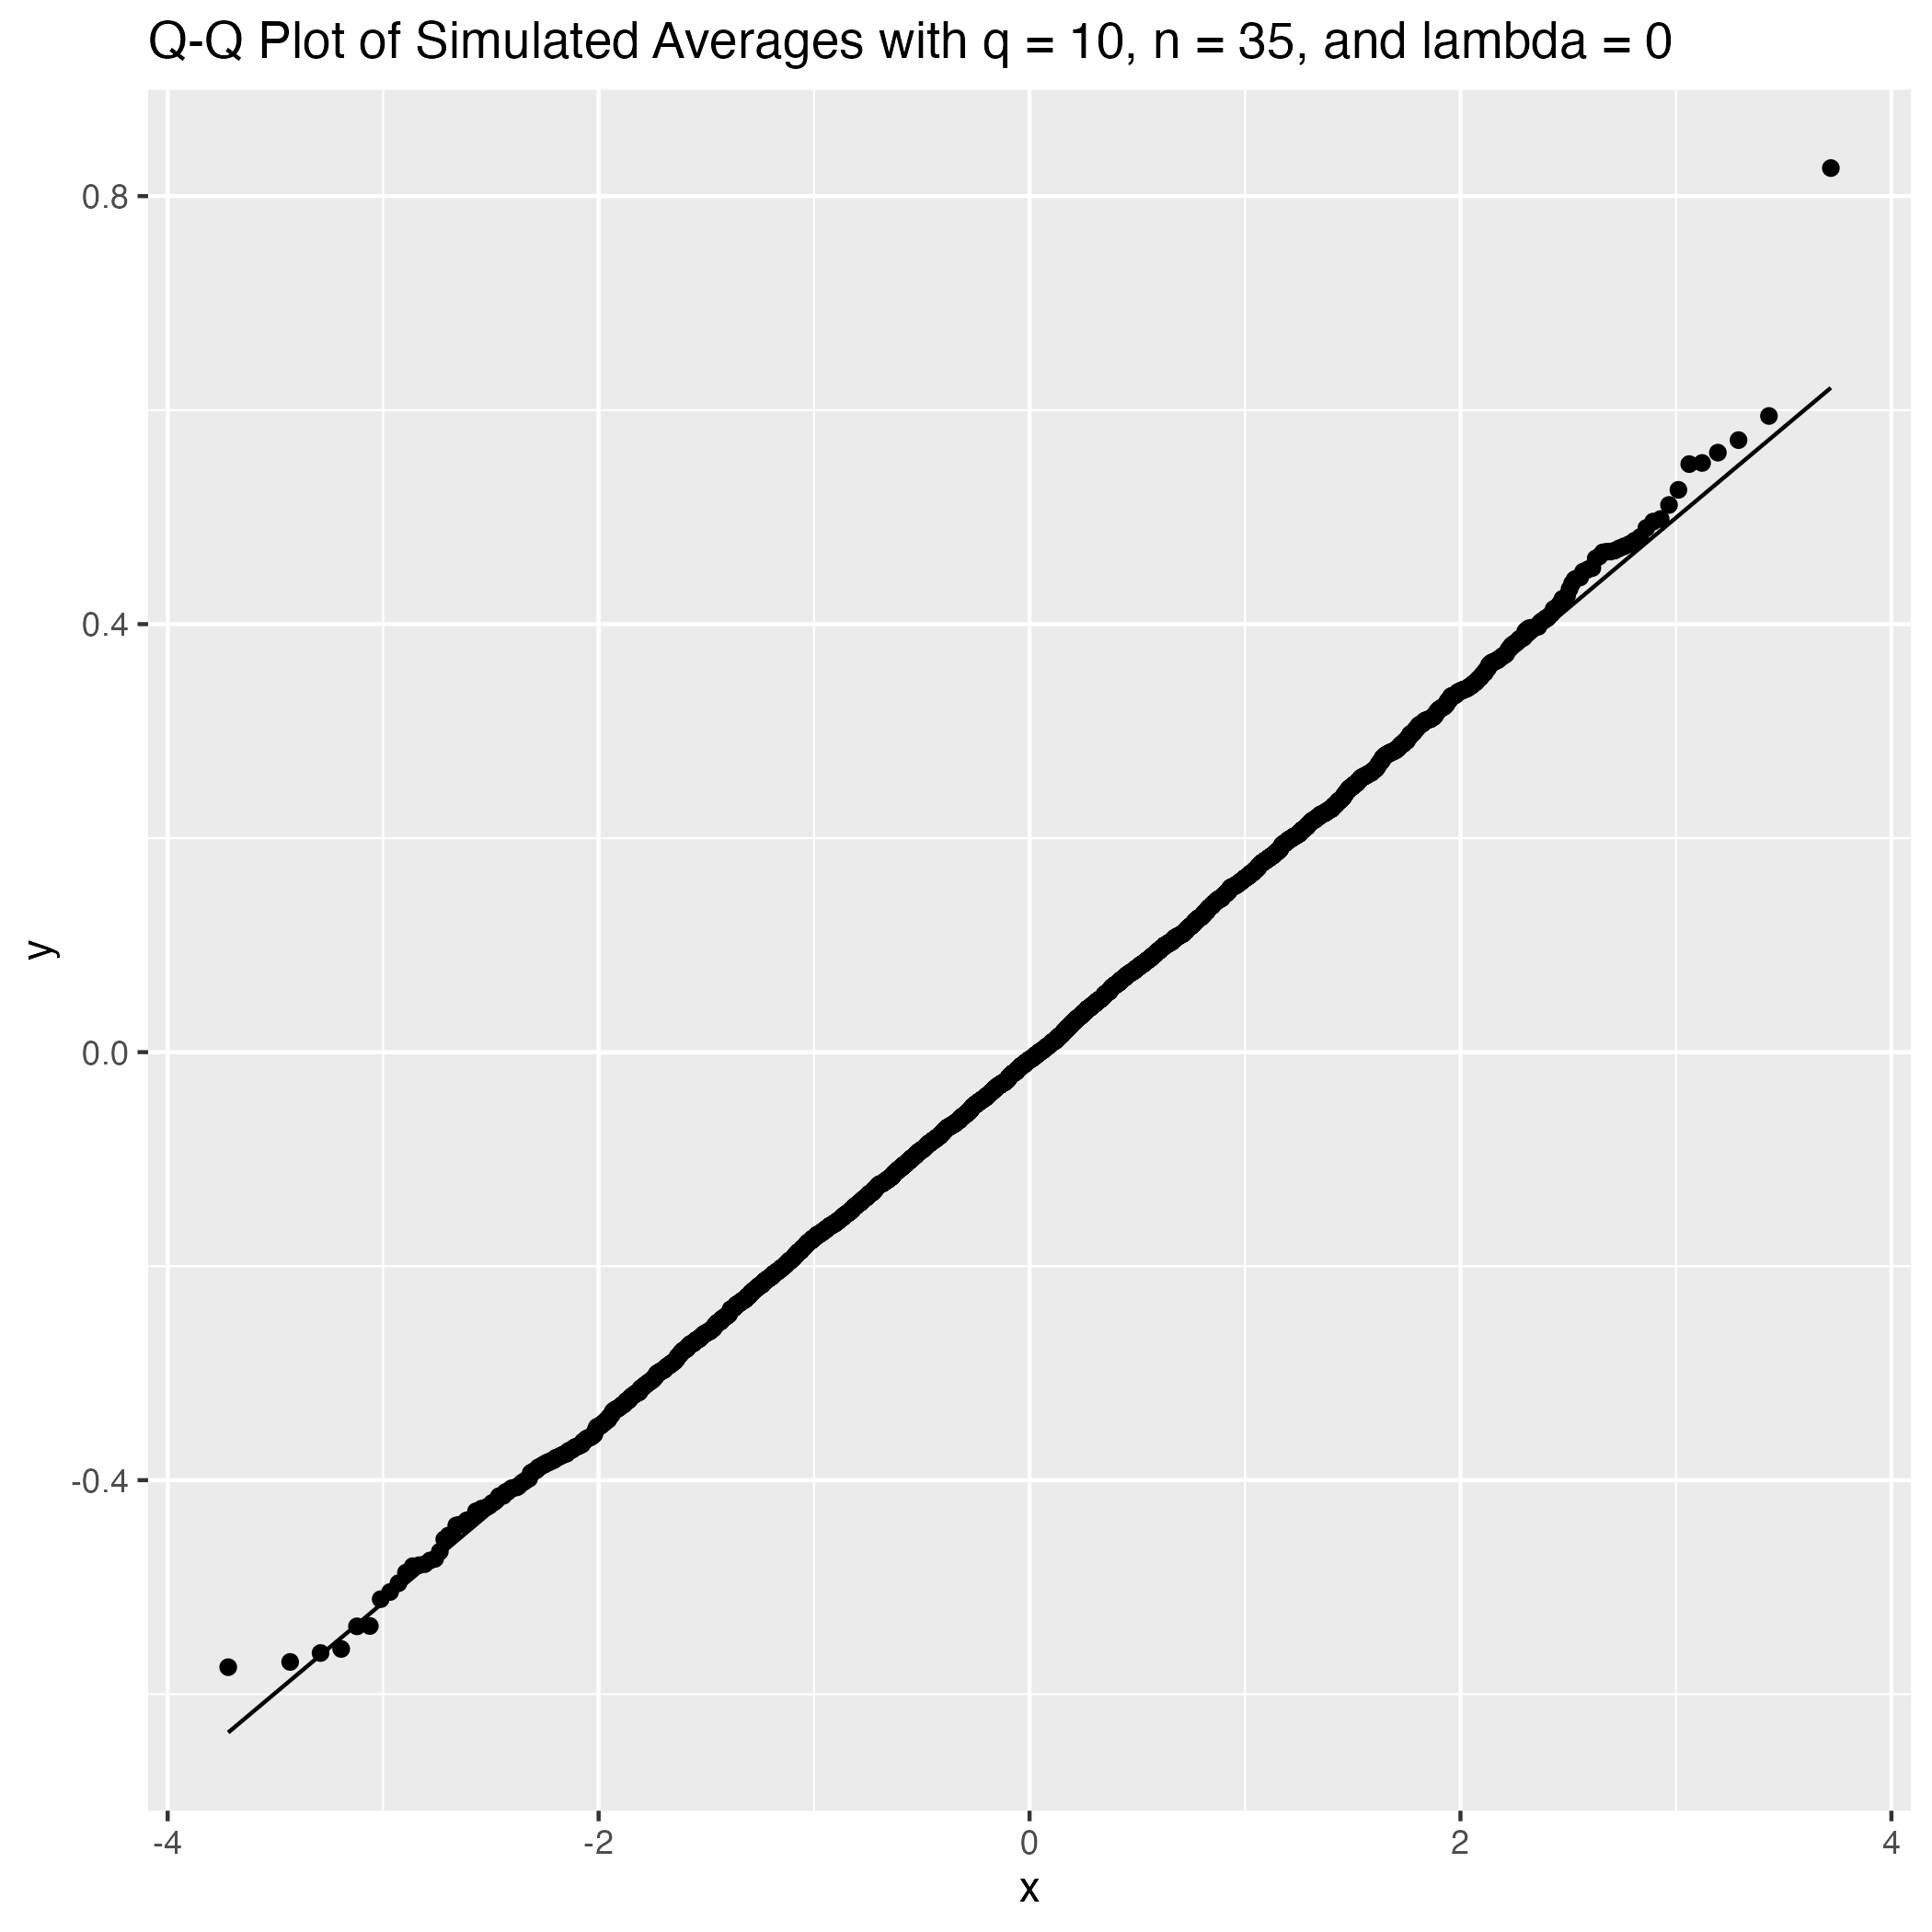 Q-Q Plot of Simulated Averages with q = 10, n = 35, and lambda = 0
0.8
0.4
0.0
-0.4
y
-4 -2 0 2 4
x